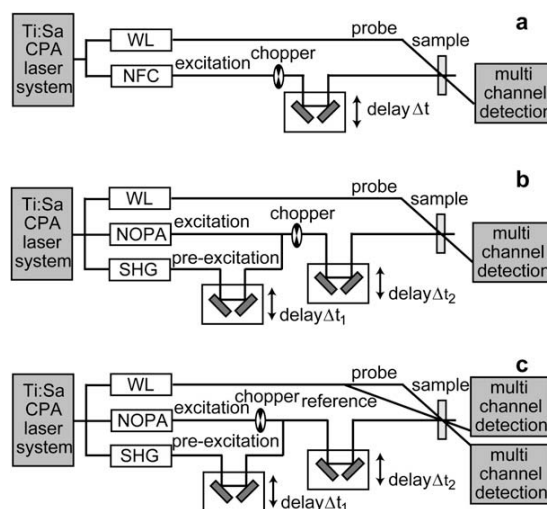 a
Ti:Sa
CPA
laser
system
WL
NFC
excitation
chopper
probe
sample
delay Δt
multi
channel
detection
b
Ti:Sa
CPA
laser
system
WL
NOPA
SHG
excitation
pre-excitation
chopper
probe
sample
delay Δt1
delay Δt2
multi
channel
detection
c
Ti:Sa
CPA
laser
system
WL
NOPA
SHG
excitation
pre-excitation
chopper
reference
probe
sample
delay Δt1
delay Δt2
multi
channel
detection
multi
channel
detection